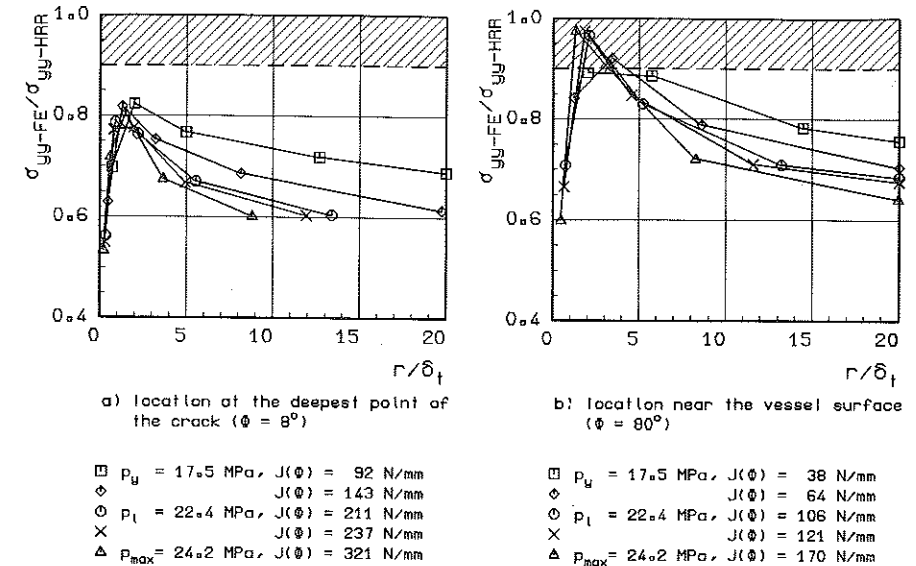 1.0
0.8
0.6
0.4
σyy-FE/σyy-HRR
0 5 10 15 20
r/δt
a) location at the deepest point of
the crack (Φ = 8°)
py = 17.5 MPa, J(Φ) = 92 N/mm
J(Φ) = 143 N/mm
pl = 22.4 MPa, J(Φ) = 211 N/mm
J(Φ) = 237 N/mm
pmax = 24.2 MPa, J(Φ) = 321 N/mm
1.0
0.8
0.6
0.4
σyy-FE/σyy-HRR
0 5 10 15 20
r/δt
b) location near the vessel surface
(Φ = 80°)
py = 17.5 MPa, J(Φ) = 38 N/mm
J(Φ) = 64 N/mm
pl = 22.4 MPa, J(Φ) = 106 N/mm
J(Φ) = 121 N/mm
pmax = 24.2 MPa, J(Φ) = 170 N/mm